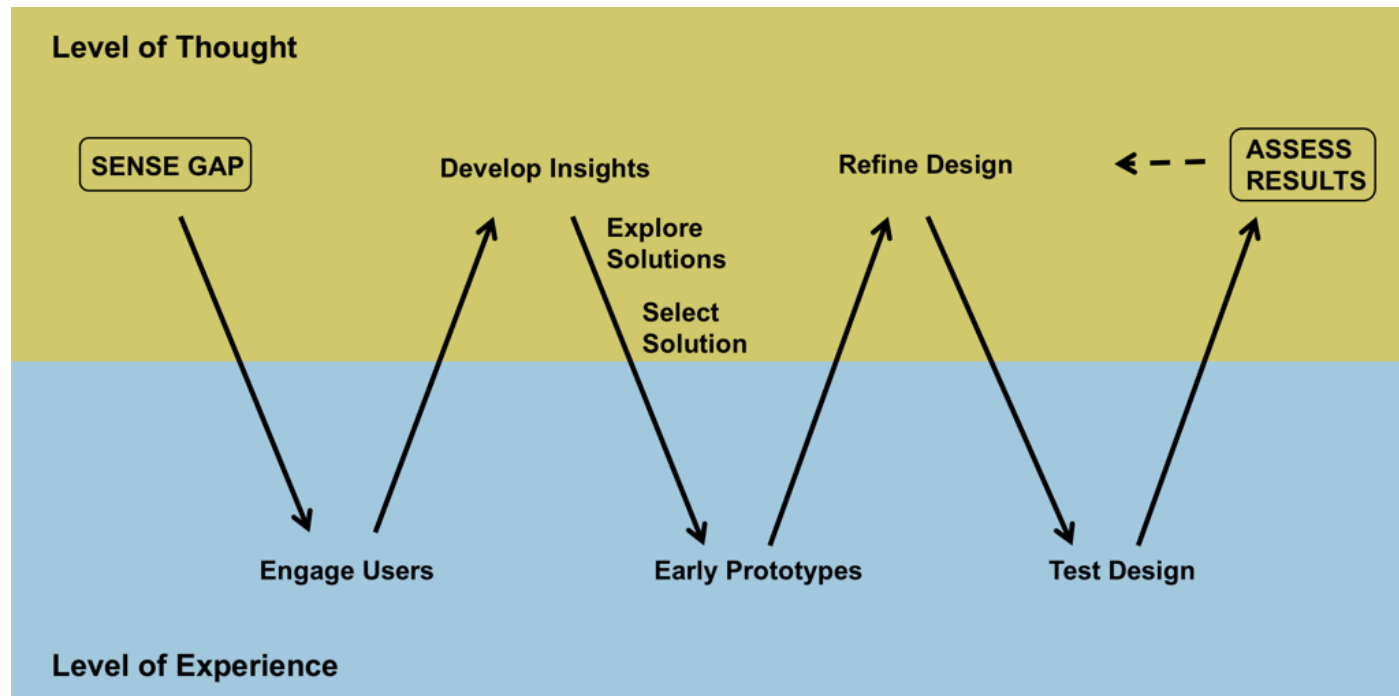 Level of Thought
SENSE GAP
Develop Insights
Refine Design
ASSESS
RESULTS
Explore
Solutions
Select
Solution
Engage Users
Early Prototypes
Test Design
Level of Experience